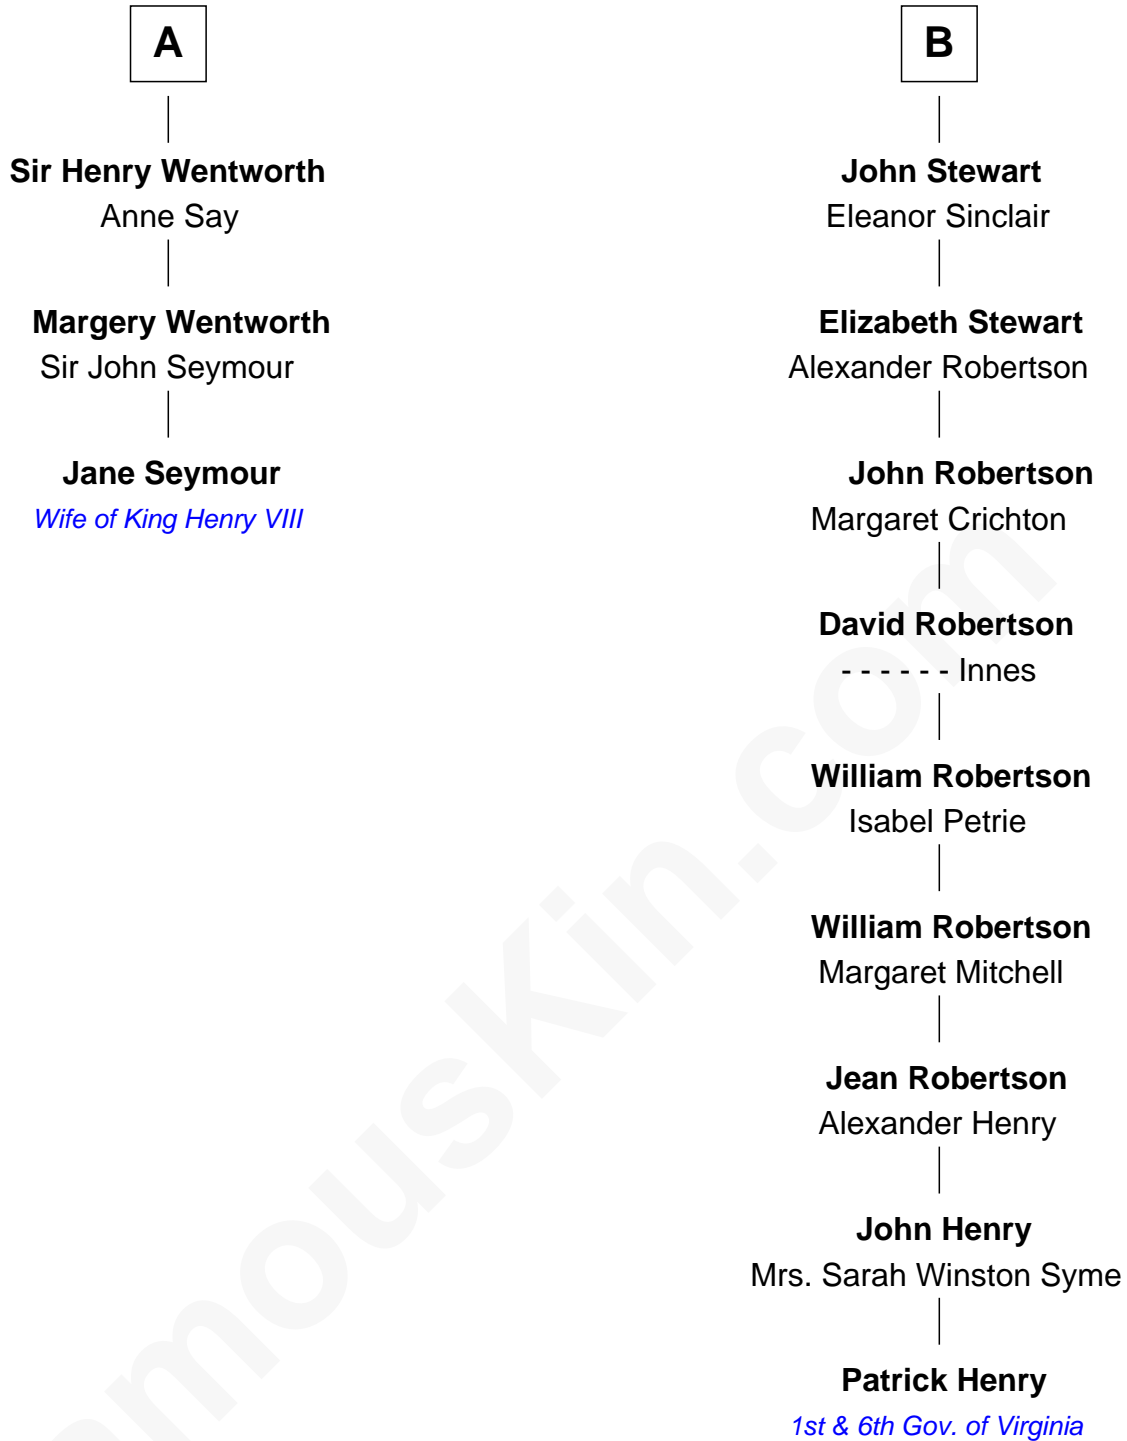 A
Sir Henry Wentworth
Anne Say
Margery Wentworth
Sir John Seymour
Jane Seymour
Wife of King Henry VIII
B
John Stewart
Eleanor Sinclair
Elizabeth Stewart
Alexander Robertson
John Robertson
Margaret Crichton
David Robertson
- - - - - - Innes
William Robertson
Isabel Petrie
William Robertson
Margaret Mitchell
Jean Robertson
Alexander Henry
John Henry
Mrs. Sarah Winston Syme
Patrick Henry
1st & 6th Gov. of Virginia
amouskin.com